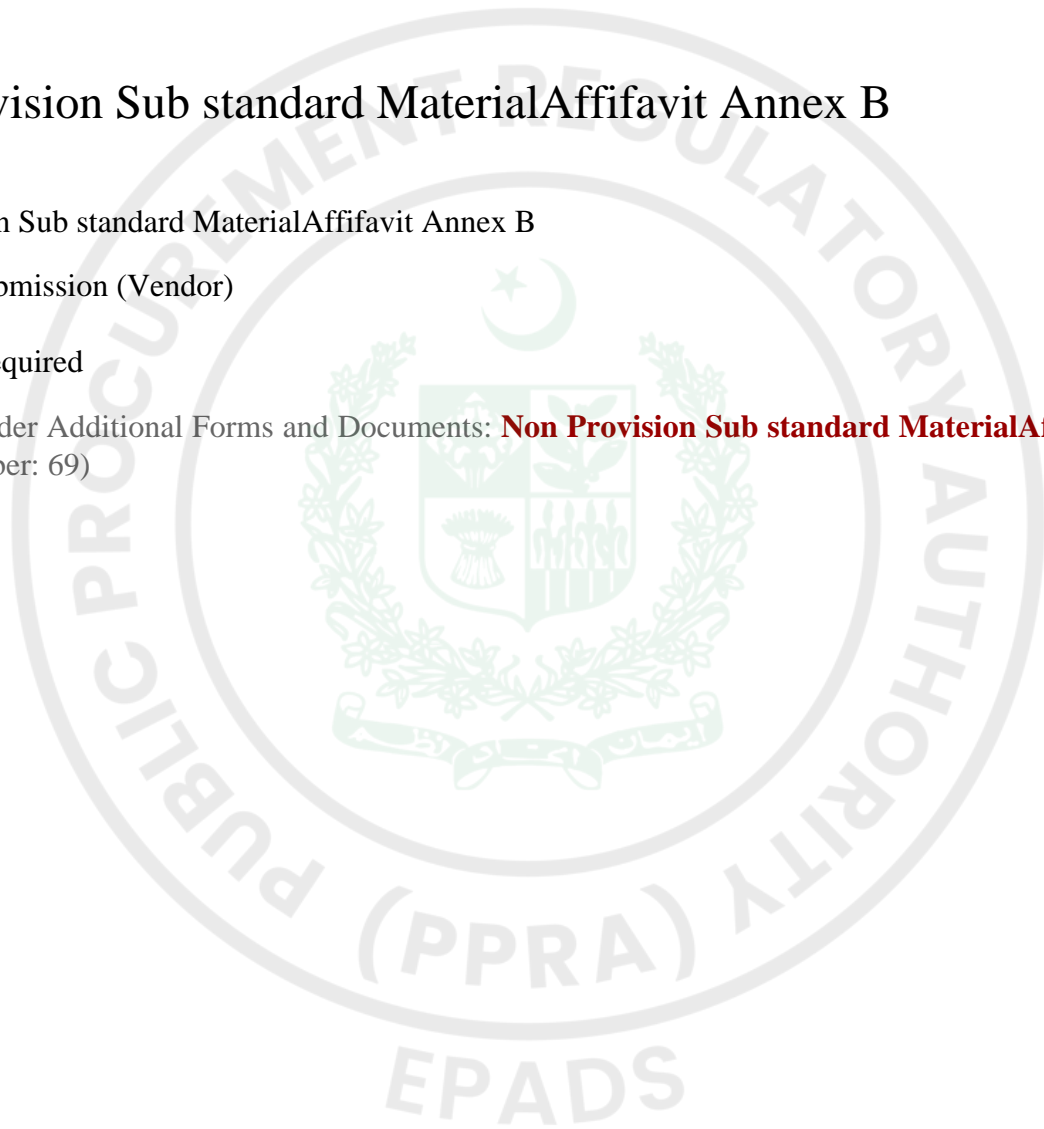 vision Sub standard MaterialAffifavit Annex B
n Sub standard MaterialAffifavit Annex B
omission (Vendor)
equired
der Additional Forms and Documents: Non Provision Sub standard MaterialAf
ber: 69)
PUBLIC PROCUREMENT REGULATORY AUTHORITY
(PPRA)
EPADS